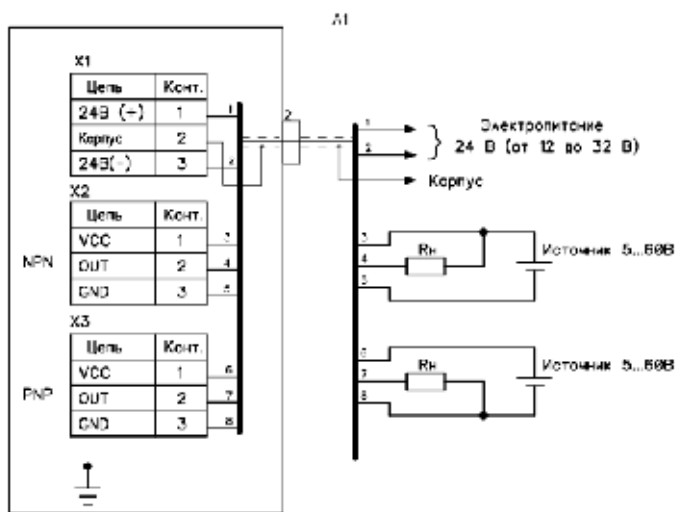 A1
X1
Цепь Конт.
24В (+) 1
Корпус 2
24В(-) 3
1
2
2
1
2
Электропитание
24 В (от 12 до 32 В)
Корпус
X2
Цепь Конт.
NPN
VCC 1
OUT 2
GND 3
3
4
5
3
4
5
Rн
Источник 5...60В
X3
Цепь Конт.
PNP
VCC 1
OUT 2
GND 3
6
7
8
6
7
8
Rн
Источник 5...60В